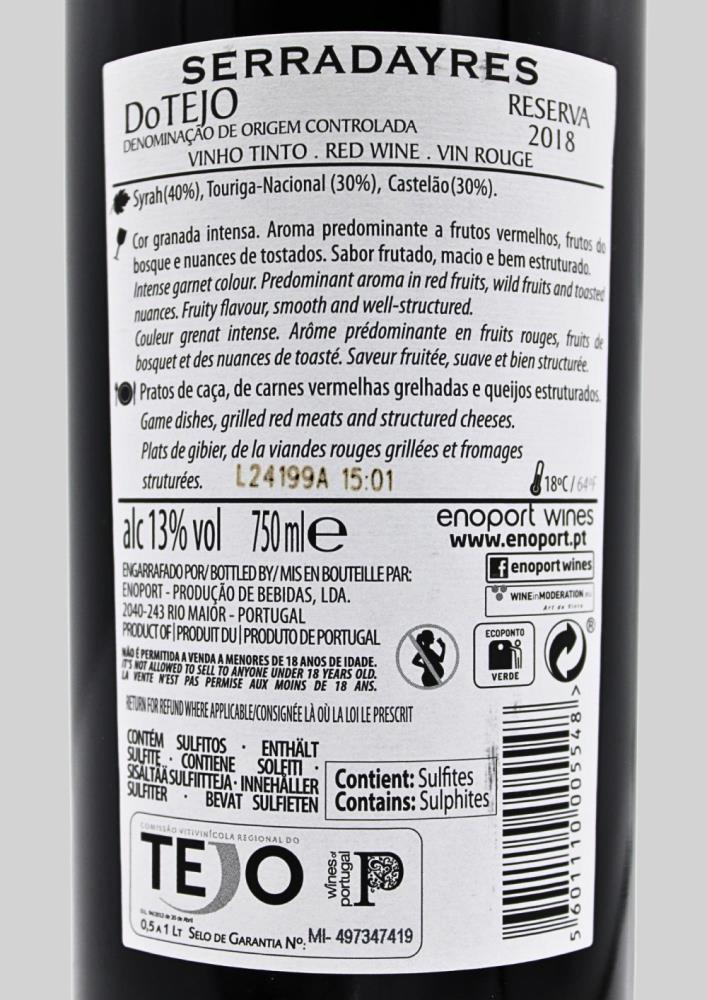 SERRADAYRES
DoTEJO
RESERVA
DENOMINAÇÃO DE ORIGEM CONTROLADA
2018
VINHO TINTO . RED WINE . VIN ROUGE
Syrah(40%), Touriga-Nacional (30%), Castelão(30%).
Cor granada intensa. Aroma predominante a frutos vermelhos, frutos do
bosque e nuances de tostados. Sabor frutado, macio e bem estruturado.
Intense garnet colour. Predominant aroma in red fruits, wild fruits and toasted
nuances. Fruity flavour, smooth and well-structured.
Couleur grenat intense. Arôme prédominante en fruits rouges, fruits de
bosquet et des nuances de toasté. Saveur fruitée, suave et bien structurée.
Pratos de caça, de carnes vermelhas grelhadas e queijos estruturados.
Game dishes, grilled red meats and structured cheeses.
Plats de gibier, de la viandes rouges grillées et fromages
struturées. L24199A 15:01
18ºC / 64ºF
alc 13% vol 750 ml e
enoport wines
www.enoport.pt
f enoport wines
WINE in MODERATION.eu
Art de Vivre
ENGARRAFADO POR/ BOTTLED BY/ MIS EN BOUTEILLE PAR:
ENOPORT - PRODUÇÃO DE BEBIDAS, LDA.
2040-243 RIO MAIOR - PORTUGAL
PRODUCT OF|PRODUIT DU|PRODUTO DE PORTUGAL
NÃO É PERMITIDA A VENDA A MENORES DE 18 ANOS DE IDADE.
IT'S NOT ALLOWED TO SELL TO ANYONE UNDER 18 YEARS OLD.
LA VENTE N'EST PAS PERMISE AUX MOINS DE 18 ANS.
ECOPONTO
VERDE
®
RETURN FOR REFUND WHERE APPLICABLE/CONSIGNÉE LÀ OÙ LA LOI LE PRESCRIT
CONTÉM SULFITOS · ENTHÄLT
SULFITE · CONTIENE SOLFITI ·
SISÄLTÄÄ SULFIITTEJA · INNEHÅLLER
SULFITER · BEVAT SULFIETEN
Contient: Sulfites
Contains: Sulphites
5 601110 005548 >
COMISSÃO VITIVINÍCOLA REGIONAL DO
TEJO
wines of
portugal
P
0,5 A 1 LT SELO DE GARANTIA Nº: MI- 497347419